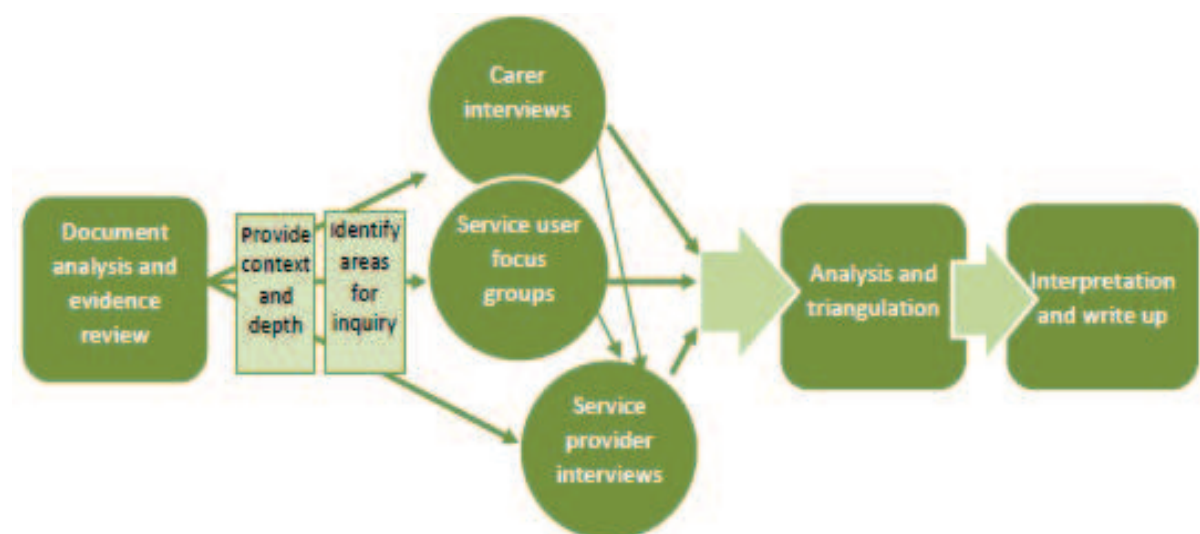 Document
analysis and
evidence
review
Provide
context
and
depth
Identify
areas
for
inquiry
Carer
interviews
Service user
focus
groups
Service
provider
interviews
Analysis and
triangulation
Interpretation
and write up